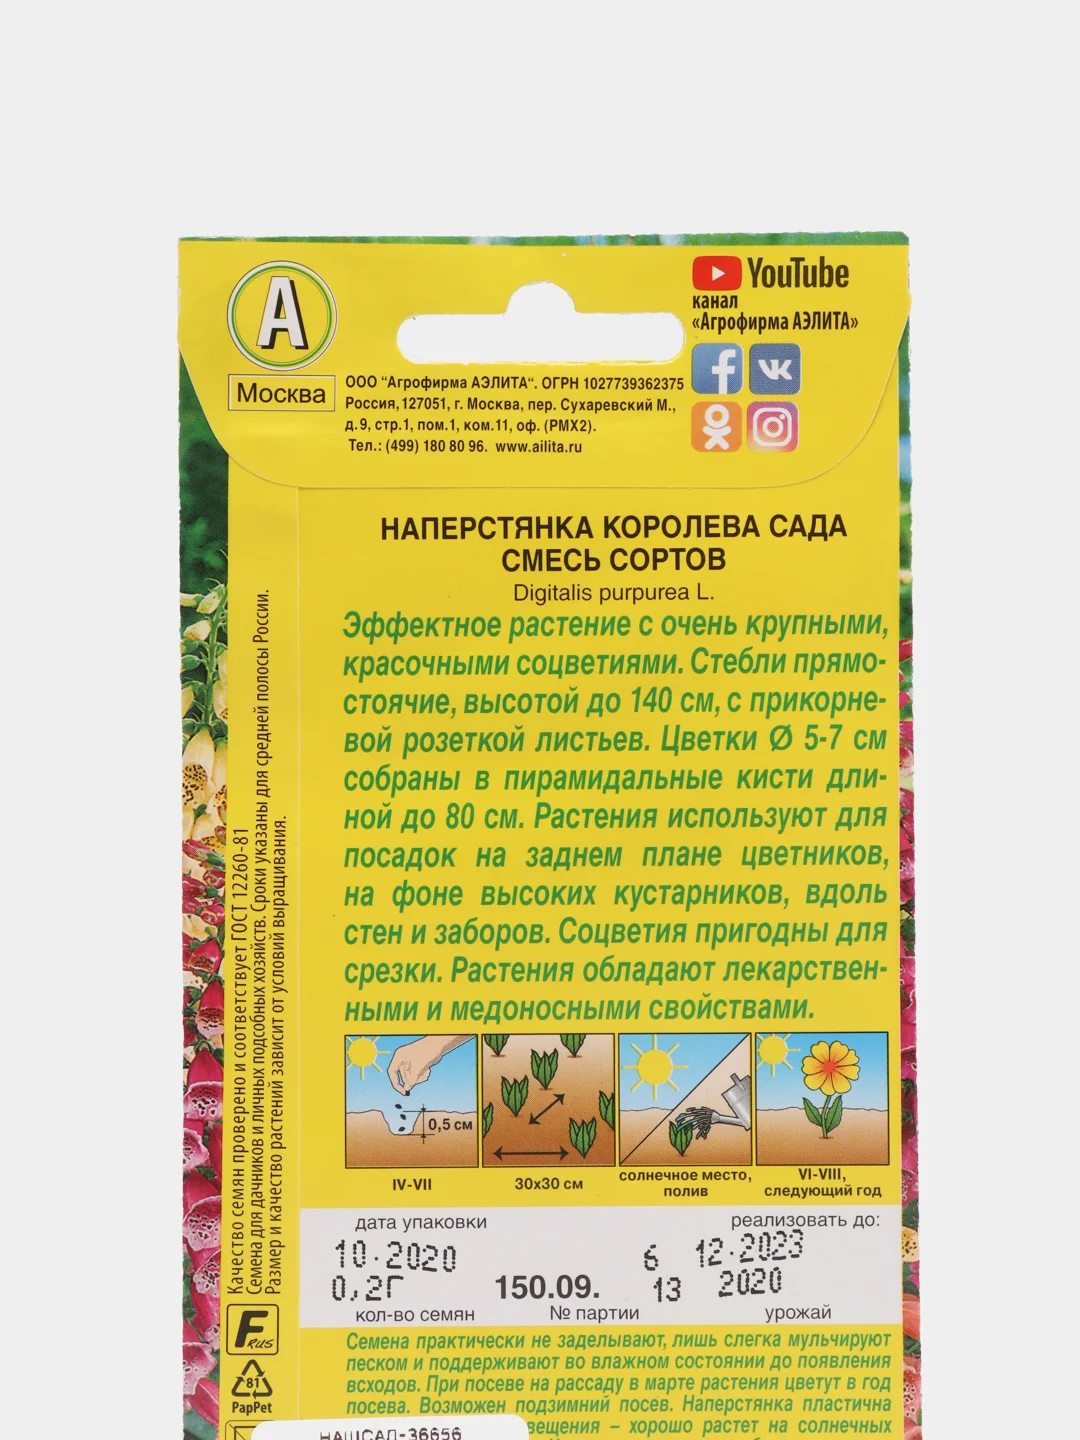 A
Москва
YouTube
канал
«Агрофирма АЭЛИТА»
ООО "Агрофирма АЭЛИТА". ОГРН 1027739362375
Россия,127051, г. Москва, пер. Сухаревский М.,
д.9, стр.1, пом.1, ком.11, оф. (РМХ2).
Тел.: (499) 180 80 96. www.ailita.ru
НАПЕРСТЯНКА КОРОЛЕВА САДА
СМЕСЬ СОРТОВ
Digitalis purpurea L.
Эффектное растение с очень крупными,
красочными соцветиями. Стебли прямо-
стоячие, высотой до 140 см, с прикорне-
вой розеткой листьев. Цветки Ø 5-7 см
собраны в пирамидальные кисти дли-
ной до 80 см. Растения используют для
посадок на заднем плане цветников,
на фоне высоких кустарников, вдоль
стен и заборов. Соцветия пригодны для
срезки. Растения обладают лекарствен-
ными и медоносными свойствами.
Качество семян проверено и соответствует ГОСТ 12260-81
Семена для дачников и личных подсобных хозяйств. Сроки указаны для средней полосы России.
Размер и качество растений зависит от условий выращивания.
0,5 см
IV-VII
30x30 см
солнечное место,
полив
VI-VIII,
следующий год
дата упаковки
реализовать до:
10.2020
6 12.2023
0,2Г
150.09.
13 2020
кол-во семян
№ партии
урожай
F RUS
81
PapPet
Семена практически не заделывают, лишь слегка мульчируют
песком и поддерживают во влажном состоянии до появления
всходов. При посеве на рассаду в марте растения цветут в год
посева. Возможен подзимний посев. Наперстянка пластична
вещения – хорошо растет на солнечных
НАШСАД-36656